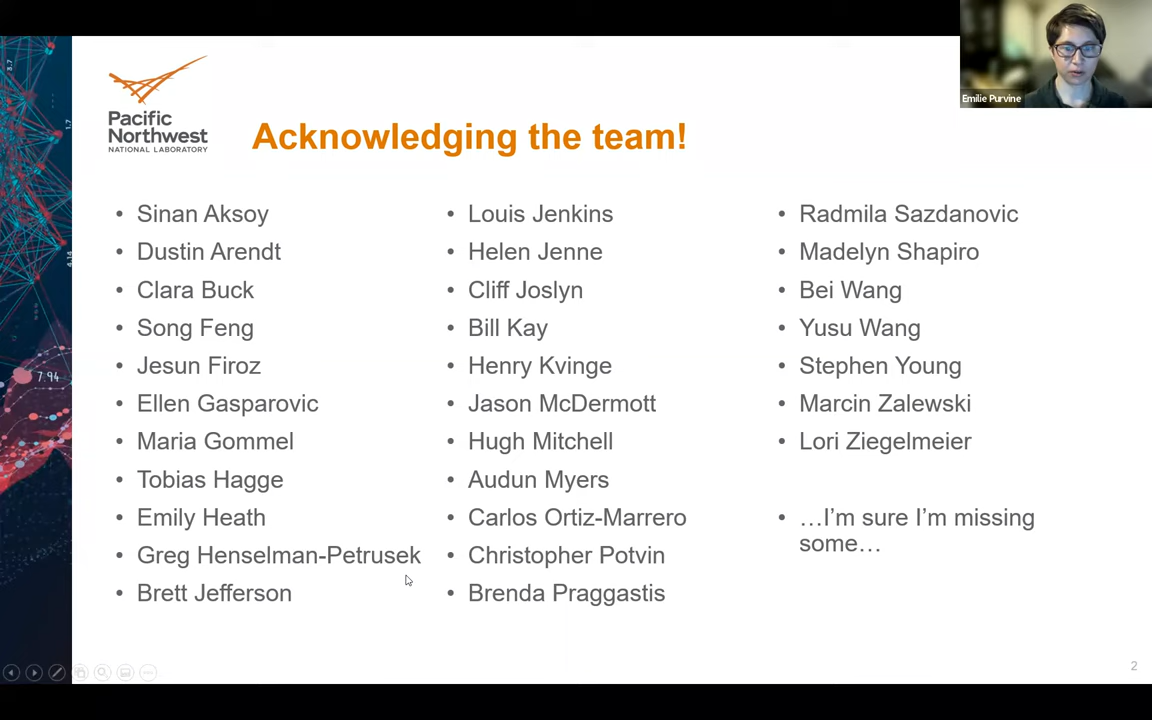 Emilie Purvine
Pacific
Northwest
NATIONAL LABORATORY
Acknowledging the team!
• Sinan Aksoy
• Dustin Arendt
• Clara Buck
• Song Feng
• Jesun Firoz
• Ellen Gasparovic
• Maria Gommel
• Tobias Hagge
• Emily Heath
• Greg Henselman-Petrusek
• Brett Jefferson
• Louis Jenkins
• Helen Jenne
• Cliff Joslyn
• Bill Kay
• Henry Kvinge
• Jason McDermott
• Hugh Mitchell
• Audun Myers
• Carlos Ortiz-Marrero
• Christopher Potvin
• Brenda Praggastis
• Radmila Sazdanovic
• Madelyn Shapiro
• Bei Wang
• Yusu Wang
• Stephen Young
• Marcin Zalewski
• Lori Ziegelmeier
• …I’m sure I’m missing
some…
7.94
2